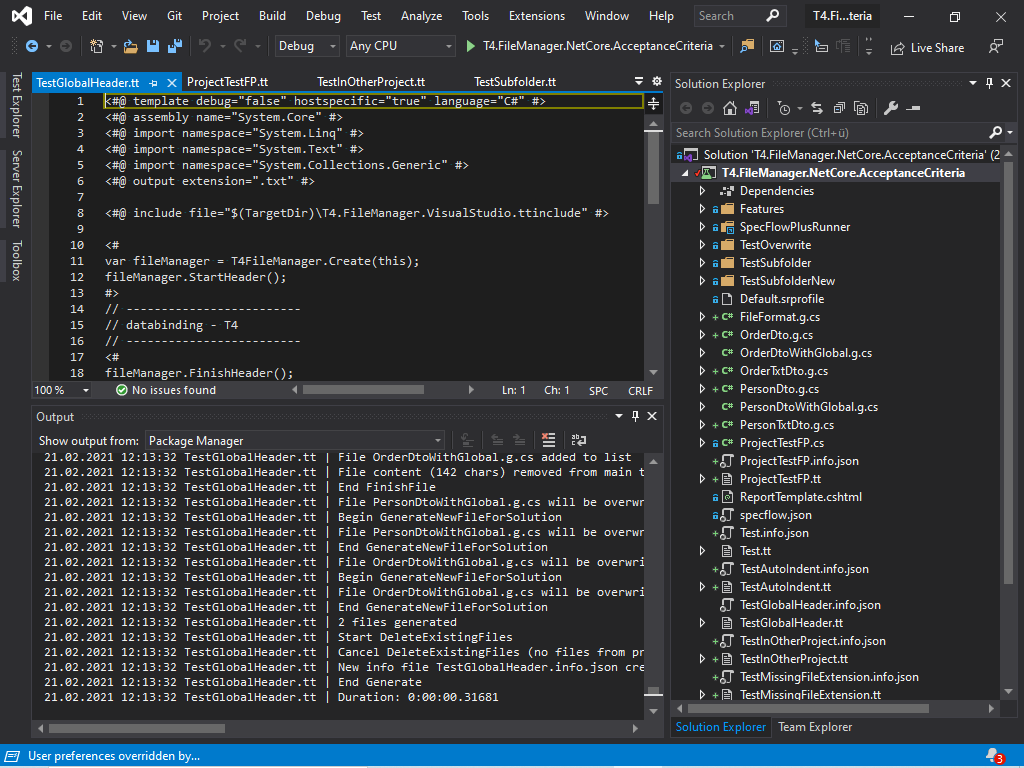 File Edit View Git Project Build Debug Test Analyze Tools Extensions Window Help Search T4.Fi...teria
Debug Any CPU T4.FileManager.NetCore.AcceptanceCriteria Live Share
Test Explorer
Server Explorer
Toolbox
TestGlobalHeader.tt ProjectTestFP.tt TestInOtherProject.tt TestSubfolder.tt
1 <#@ template debug="false" hostspecific="true" language="C#" #>
2 <#@ assembly name="System.Core" #>
3 <#@ import namespace="System.Linq" #>
4 <#@ import namespace="System.Text" #>
5 <#@ import namespace="System.Collections.Generic" #>
6 <#@ output extension=".txt" #>
7
8 <#@ include file="$(TargetDir)\T4.FileManager.VisualStudio.ttinclude" #>
9
10 <#
11 var fileManager = T4FileManager.Create(this);
12 fileManager.StartHeader();
13 #>
14 // -------------------------
15 // databinding - T4
16 // -------------------------
17 <#
18 fileManager.FinishHeader();
100 % No issues found Ln: 1 Ch: 1 SPC CRLF
Output
Show output from: Package Manager
21.02.2021 12:13:32 TestGlobalHeader.tt | File OrderDtoWithGlobal.g.cs added to list
21.02.2021 12:13:32 TestGlobalHeader.tt | File content (142 chars) removed from main t
21.02.2021 12:13:32 TestGlobalHeader.tt | End FinishFile
21.02.2021 12:13:32 TestGlobalHeader.tt | File PersonDtoWithGlobal.g.cs will be overwr
21.02.2021 12:13:32 TestGlobalHeader.tt | Begin GenerateNewFileForSolution
21.02.2021 12:13:32 TestGlobalHeader.tt | File PersonDtoWithGlobal.g.cs will be overwr
21.02.2021 12:13:32 TestGlobalHeader.tt | End GenerateNewFileForSolution
21.02.2021 12:13:32 TestGlobalHeader.tt | File OrderDtoWithGlobal.g.cs will be overwri
21.02.2021 12:13:32 TestGlobalHeader.tt | Begin GenerateNewFileForSolution
21.02.2021 12:13:32 TestGlobalHeader.tt | File OrderDtoWithGlobal.g.cs will be overwri
21.02.2021 12:13:32 TestGlobalHeader.tt | End GenerateNewFileForSolution
21.02.2021 12:13:32 TestGlobalHeader.tt | 2 files generated
21.02.2021 12:13:32 TestGlobalHeader.tt | Start DeleteExistingFiles
21.02.2021 12:13:32 TestGlobalHeader.tt | Cancel DeleteExistingFiles (no files from pr
21.02.2021 12:13:32 TestGlobalHeader.tt | New info file TestGlobalHeader.info.json cre
21.02.2021 12:13:32 TestGlobalHeader.tt | End Generate
21.02.2021 12:13:32 TestGlobalHeader.tt | Duration: 0:00:00.31681
Solution Explorer
Search Solution Explorer (Ctrl+ü)
Solution 'T4.FileManager.NetCore.AcceptanceCriteria' (2
T4.FileManager.NetCore.AcceptanceCriteria
Dependencies
Features
SpecFlowPlusRunner
TestOverwrite
TestSubfolder
TestSubfolderNew
Default.srprofile
C# FileFormat.g.cs
C# OrderDto.g.cs
C# OrderDtoWithGlobal.g.cs
C# OrderTxtDto.g.cs
C# PersonDto.g.cs
C# PersonDtoWithGlobal.g.cs
C# PersonTxtDto.g.cs
C# ProjectTestFP.cs
ProjectTestFP.info.json
ProjectTestFP.tt
ReportTemplate.cshtml
specflow.json
Test.info.json
Test.tt
TestAutoIndent.info.json
TestAutoIndent.tt
TestGlobalHeader.info.json
TestGlobalHeader.tt
TestInOtherProject.info.json
TestInOtherProject.tt
TestMissingFileExtension.info.json
TestMissingFileExtension.tt
Solution Explorer Team Explorer
User preferences overridden by... 3